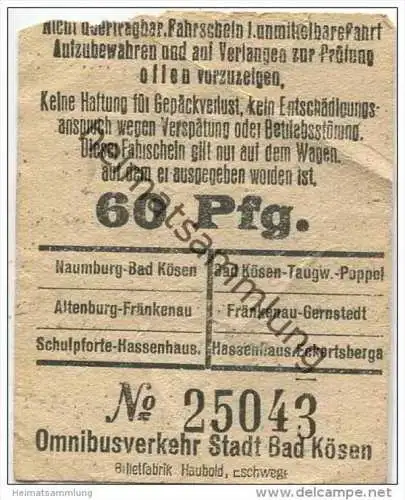 Nicht übertragbar. Fahrschein f. unmittelbare Fahrt
Aufzubewahren und auf Verlangen zur Prüfung
offen vorzuzeigen.
Keine Haftung für Gepäckverlust, kein Entschädigungs-
anspruch wegen Verspätung oder Betriebsstörung.
Dieser Fahrschein gilt nur auf dem Wagen,
auf dem er ausgegeben worden ist.
60 Pfg.
Naumburg-Bad Kösen Bad Kösen-Taugw.-Poppel
Altenburg-Fränkenau Fränkenau-Gernstedt
Schulpforte-Hassenhaus. Hassenhaus.Eckartsberga
No 25043
Omnibusverkehr Stadt Bad Kösen
Billetfabrik Haubold, Eschwege
heimatsammlung
Heimatsammlung
delcampe.net